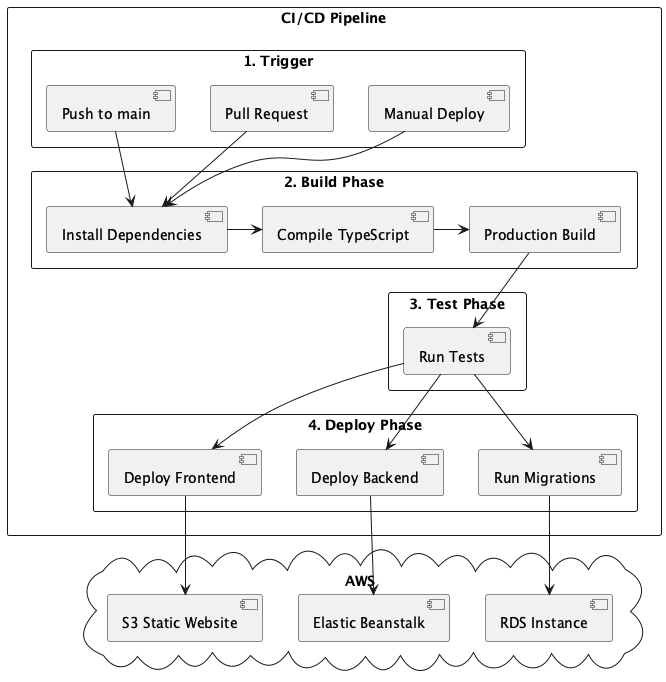 CI/CD Pipeline
1. Trigger
Push to main
Pull Request
Manual Deploy
2. Build Phase
Install Dependencies
Compile TypeScript
Production Build
3. Test Phase
Run Tests
4. Deploy Phase
Deploy Frontend
Deploy Backend
Run Migrations
AWS
S3 Static Website
Elastic Beanstalk
RDS Instance